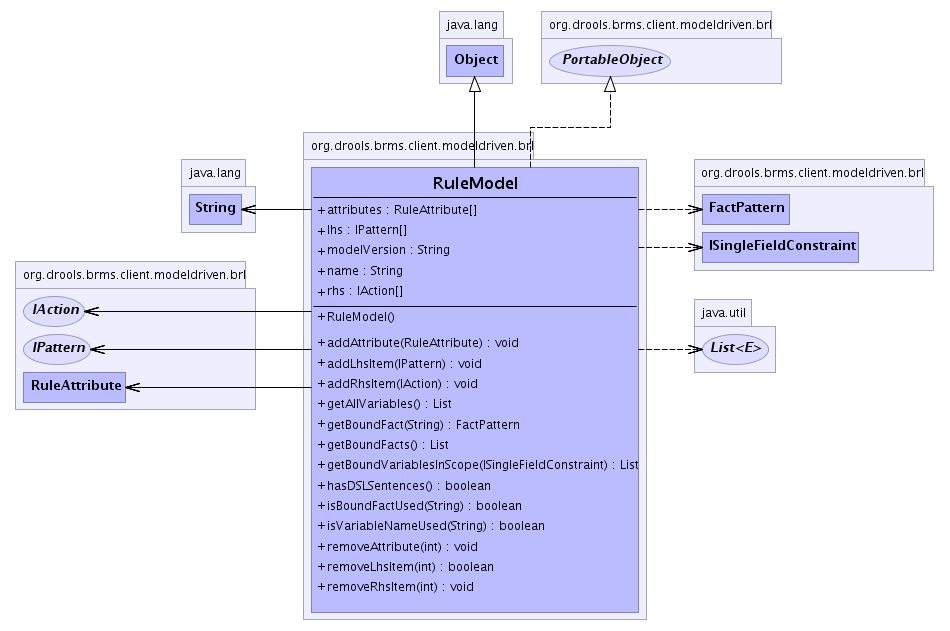 java.lang
Object
org.drools.brms.client.modeldriven.brl
PortableObject
org.drools.brms.client.modeldriven.brl
RuleModel
+attributes : RuleAttribute[]
+lhs : IPattern[]
+modelVersion : String
+name : String
+rhs : IAction[]
+RuleModel()
+addAttribute(RuleAttribute) : void
+addLhsItem(IPattern) : void
+addRhsItem(IAction) : void
+getAllVariables() : List
+getBoundFact(String) : FactPattern
+getBoundFacts() : List
+getBoundVariablesInScope(ISingleFieldConstraint) : List
+hasDSLSentences() : boolean
+isBoundFactUsed(String) : boolean
+isVariableNameUsed(String) : boolean
+removeAttribute(int) : void
+removeLhsItem(int) : boolean
+removeRhsItem(int) : void
java.lang
String
org.drools.brms.client.modeldriven.brl
IAction
IPattern
RuleAttribute
org.drools.brms.client.modeldriven.brl
FactPattern
ISingleFieldConstraint
java.util
List<E>